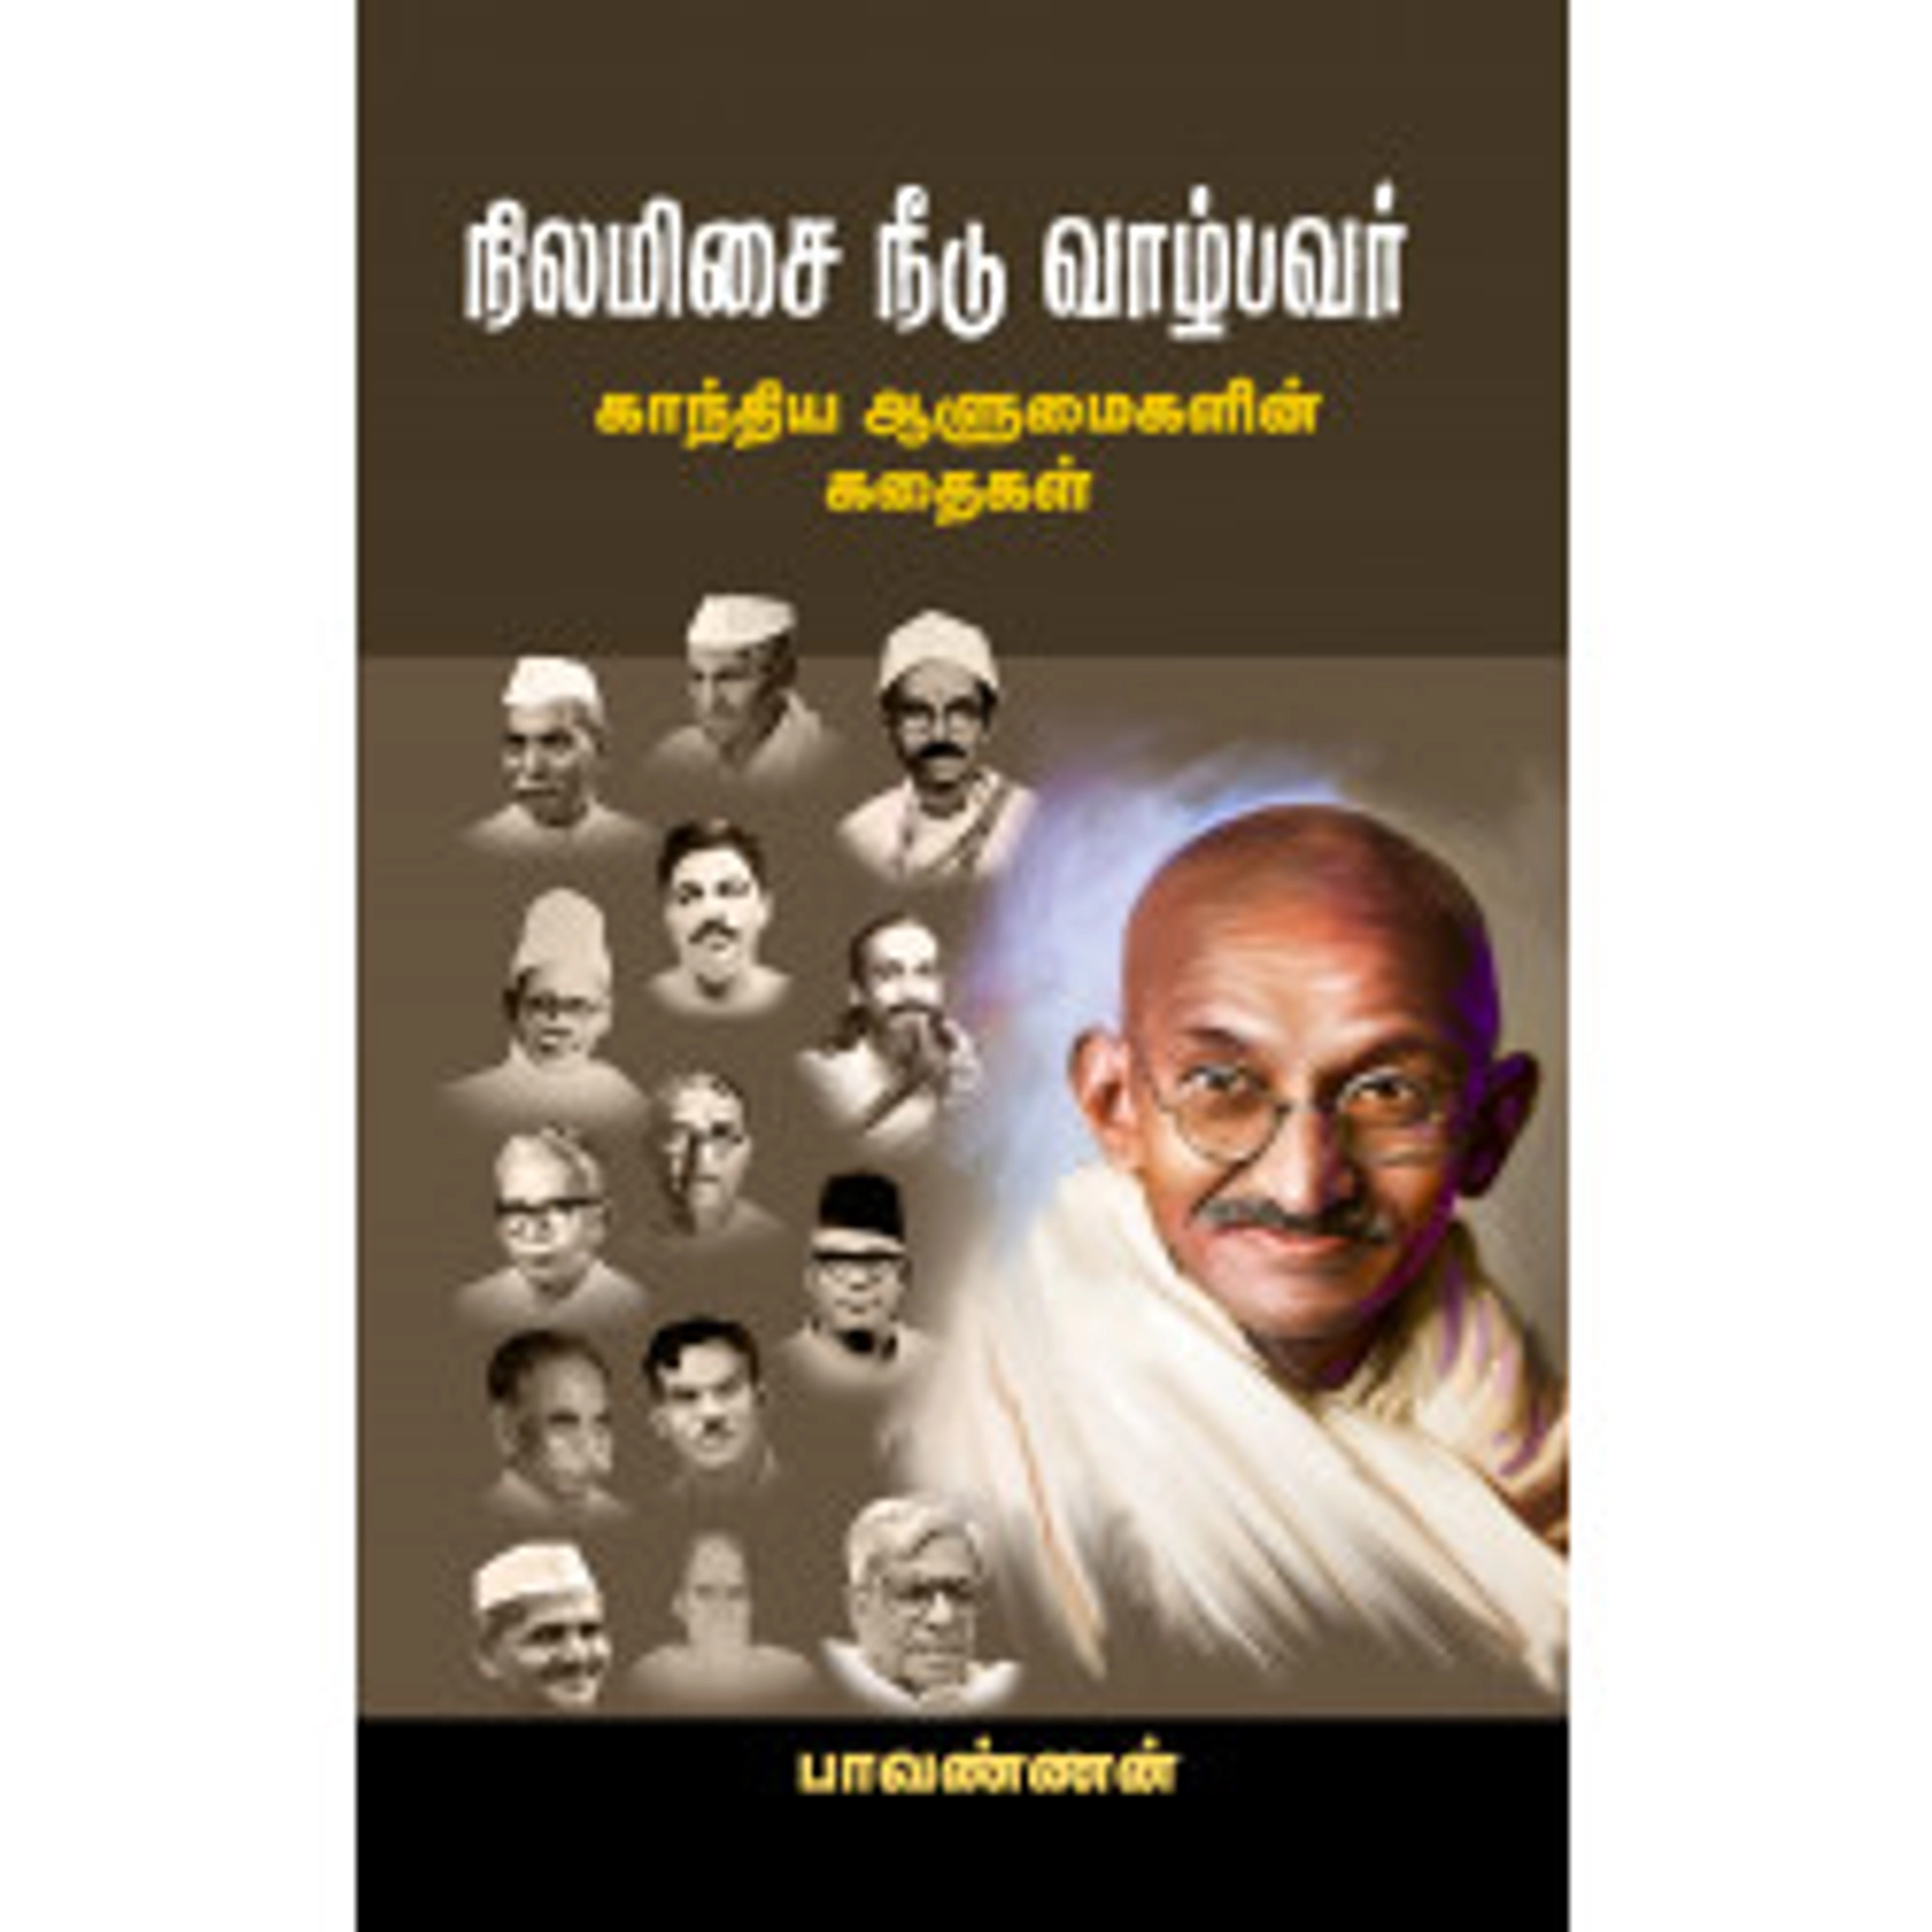 நிலமிசை நீடு வாழ்பவர்
காந்திய ஆளுமைகளின்
கதைகள்
பாவண்ணன்